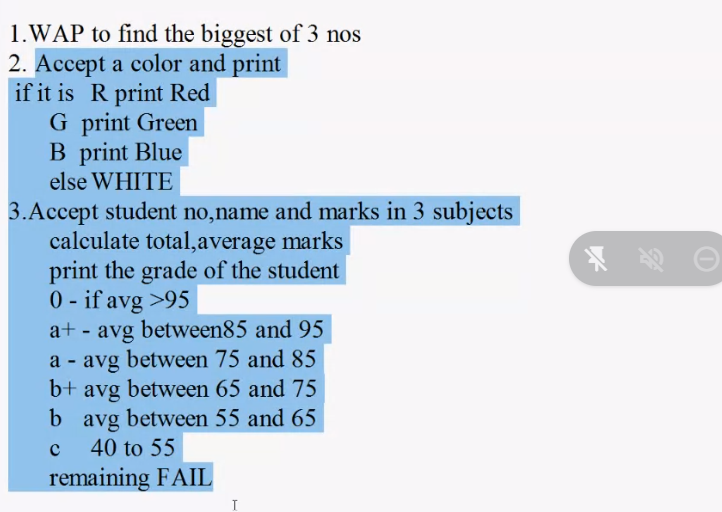 1.WAP to find the biggest of 3 nos
2. Accept a color and print
if it is R print Red
G print Green
B print Blue
else WHITE
3.Accept student no,name and marks in 3 subjects
calculate total,average marks
print the grade of the student
0 - if avg >95
a+ - avg between85 and 95
a - avg between 75 and 85
b+ avg between 65 and 75
b avg between 55 and 65
c 40 to 55
remaining FAIL